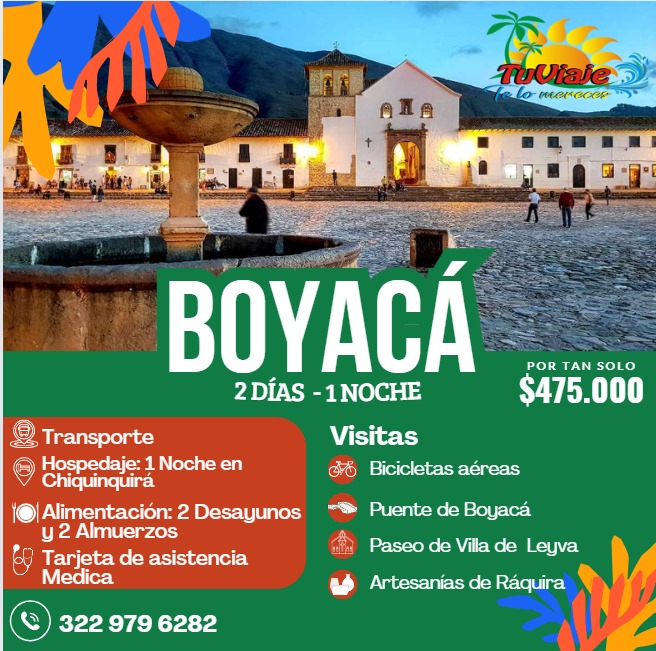 TuViaje
Te lo mereces
BOYACÁ
2 DÍAS - 1 NOCHE
POR TAN SOLO
$475.000
Transporte
Hospedaje: 1 Noche en
Chiquinquirá
Alimentación: 2 Desayunos
y 2 Almuerzos
Tarjeta de asistencia
Medica
Visitas
Bicicletas aéreas
Puente de Boyacá
Paseo de Villa de Leyva
Artesanías de Ráquira
322 979 6282